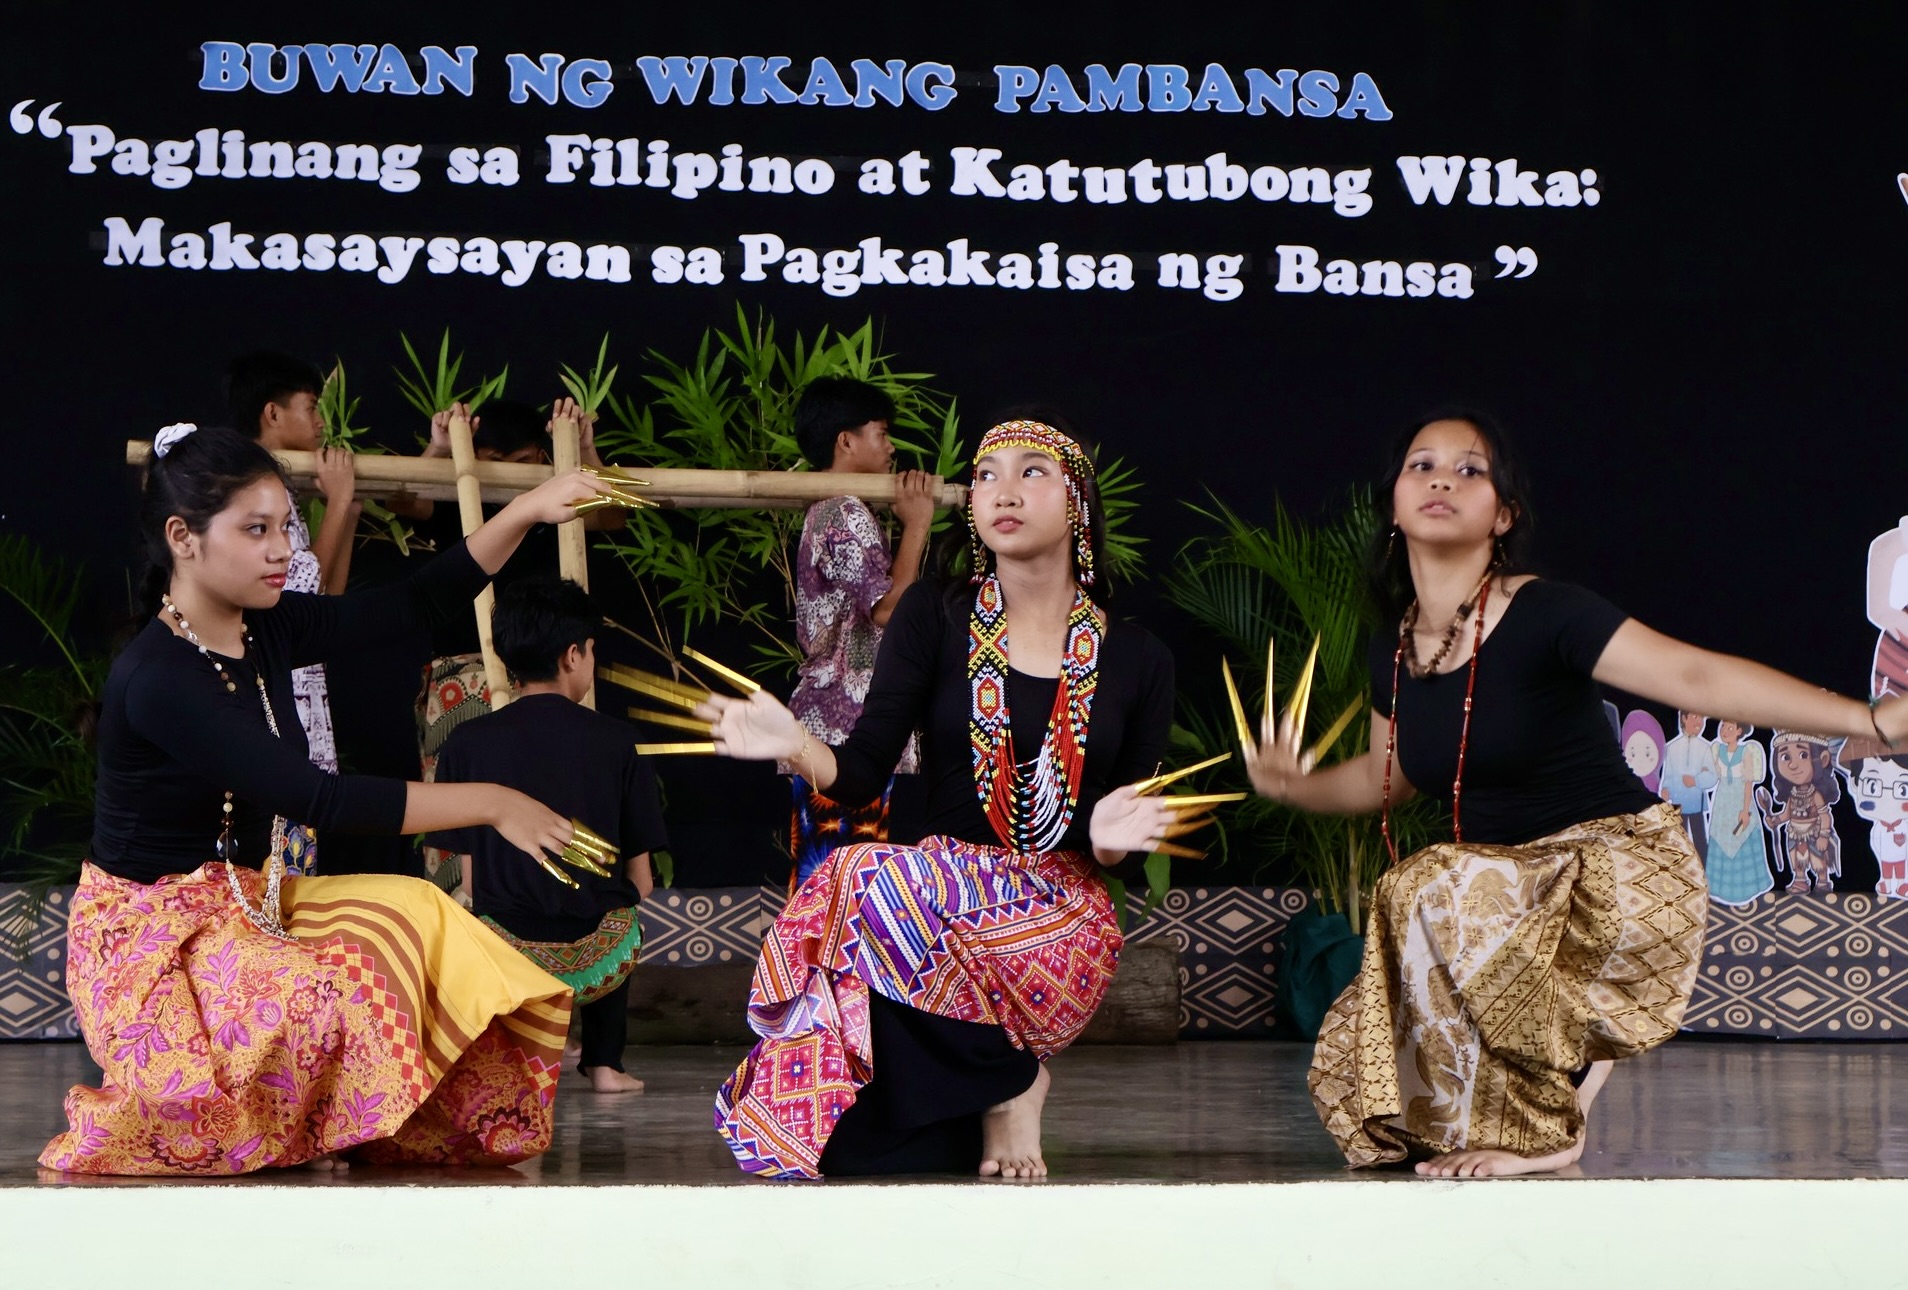 BUWAN NG WIKANG PAMBANSA
“Paglinang sa Filipino at Katutubong Wika:
Makasaysayan sa Pagkakaisa ng Bansa”